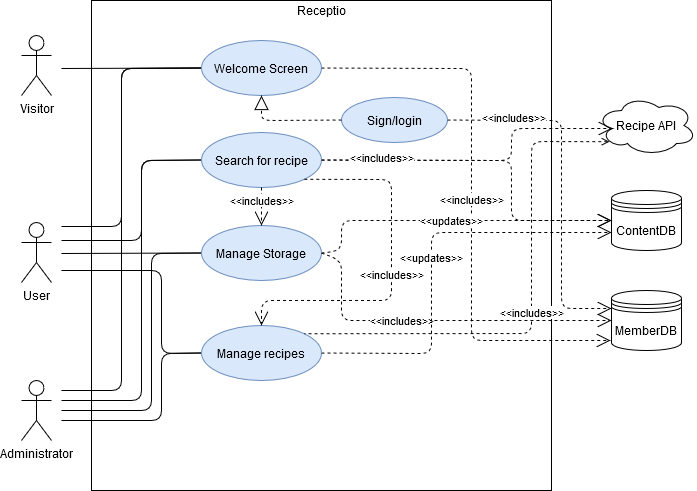 Receptio
Welcome Screen
Visitor
Sign/login
<<includes>>
Recipe API
Search for recipe
<<includes>>
<<includes>>
<<includes>>
<<updates>>
ContentDB
User
Manage Storage
<<updates>>
<<includes>>
<<includes>>
<<includes>>
MemberDB
Manage recipes
Administrator